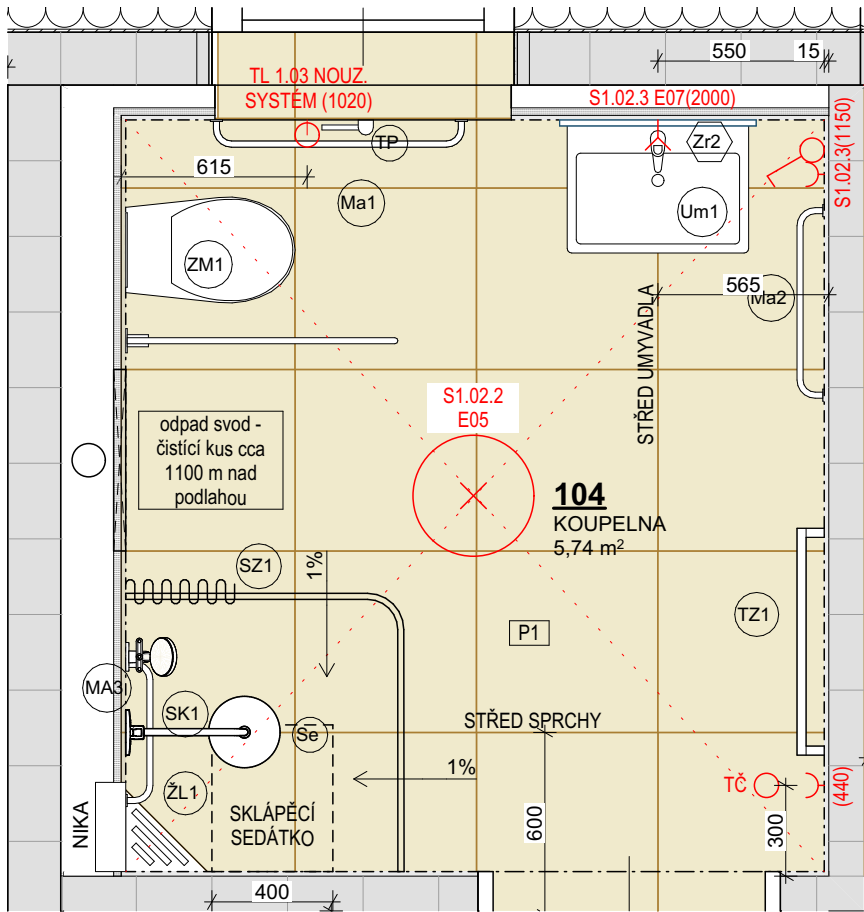 550
15
TL 1.03 NOUZ.
SYSTÉM (1020)
S1.02.3 E07(2000)
S1.02.3(1150)
TP
Zr2
615
Ma1
Um1
ZM1
565
Ma2
STŘED UMYVADLA
S1.02.2
E05
odpad svod -
čistící kus cca
1100 m nad
podlahou
104
KOUPELNA
5,74 m²
SZ1
1%
P1
TZ1
MA3
SK1
Se
STŘED SPRCHY
1%
TČ
(440)
ŽL1
NIKA
SKLÁPĚCÍ
SEDÁTKO
600
300
400